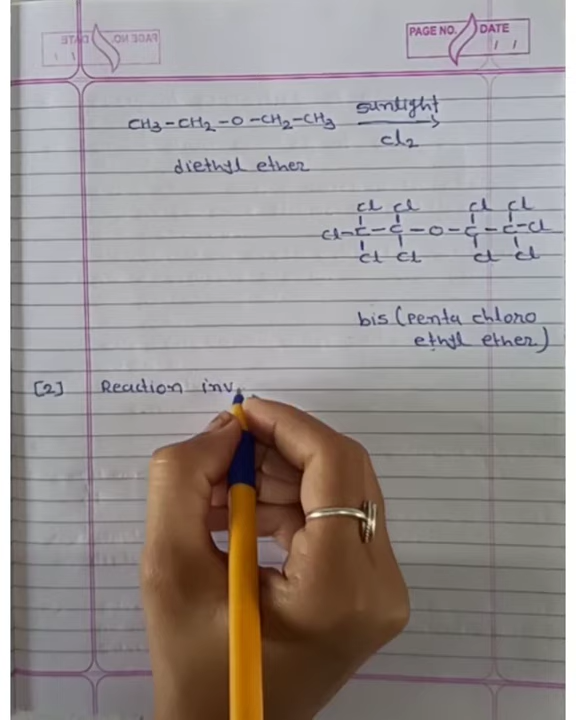 PAGE NO. DATE
/ /
CH3-CH2-O-CH2-CH3 sunlight
cl2
diethyl ether
cl cl cl cl
cl-C-C-O-C-C-cl
cl cl cl cl
bis (penta chloro
ethyl ether)
[2] Reaction inv